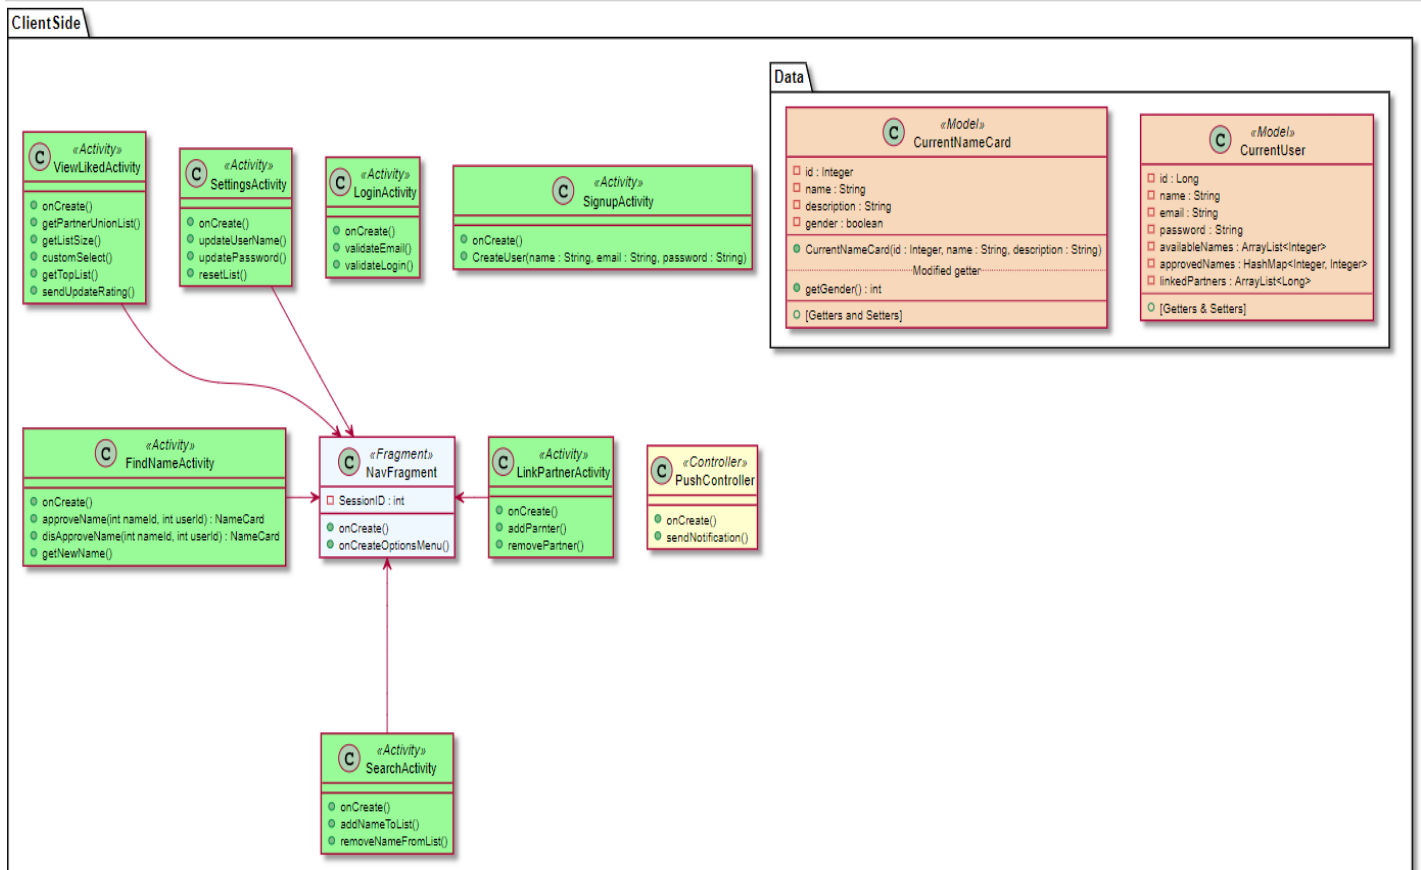 ClientSide
Data
C
«Model»
CurrentNameCard
id : Integer
name : String
description : String
gender : boolean
CurrentNameCard(id : Integer, name : String, description : String)
Modified getter
getGender() : int
[Getters and Setters]
C
«Model»
CurrentUser
id : Long
name : String
email : String
password : String
availableNames : ArrayList<Integer>
approvedNames : HashMap<Integer, Integer>
linkedPartners : ArrayList<Long>
[Getters & Setters]
C
«Activity»
ViewLikedActivity
onCreate()
getPartnerUnionList()
getListSize()
customSelect()
getTopList()
sendUpdateRating()
C
«Activity»
SettingsActivity
onCreate()
updateUserName()
updatePassword()
resetList()
C
«Activity»
LoginActivity
onCreate()
validateEmail()
validateLogin()
C
«Activity»
SignupActivity
onCreate()
CreateUser(name : String, email : String, password : String)
C
«Activity»
FindNameActivity
onCreate()
approveName(int nameId, int userId) : NameCard
disApproveName(int nameId, int userId) : NameCard
getNewName()
C
«Fragment»
NavFragment
SessionID : int
onCreate()
onCreateOptionsMenu()
C
«Activity»
LinkPartnerActivity
onCreate()
addParnter()
removePartner()
C
«Controller»
PushController
onCreate()
sendNotification()
C
«Activity»
SearchActivity
onCreate()
addNameToList()
removeNameFromList()